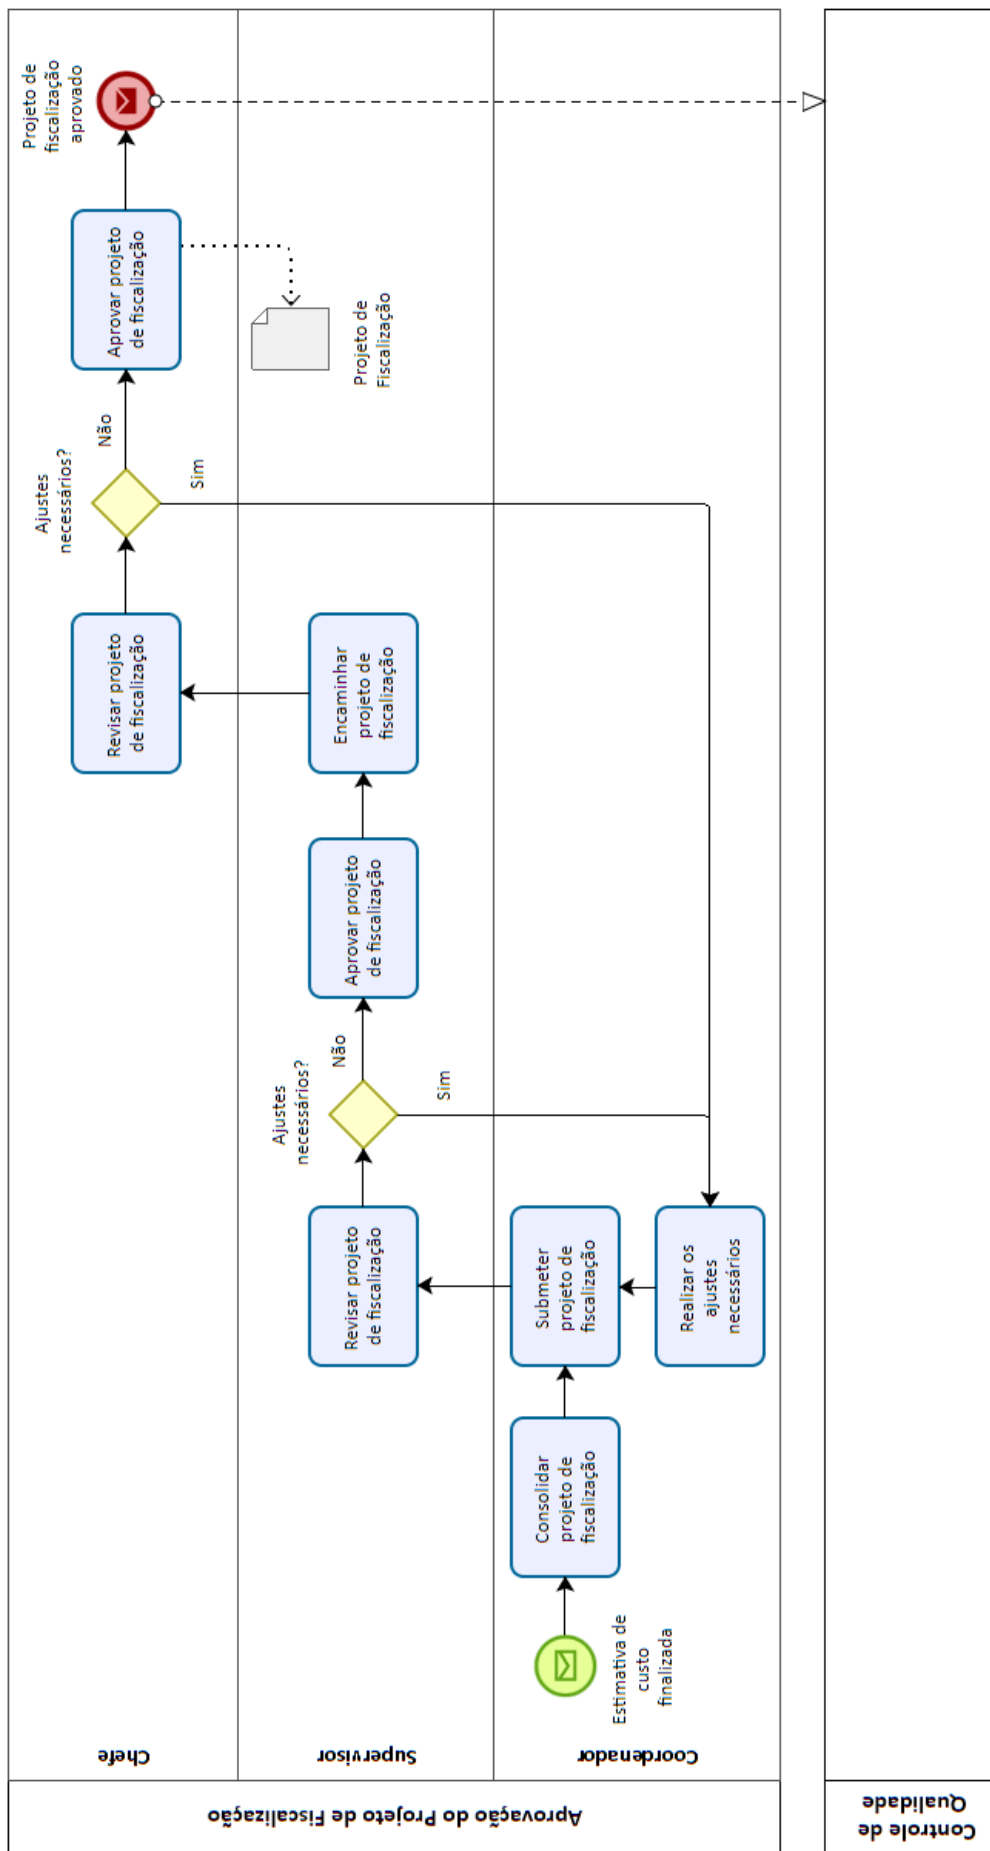 Aprovação do Projeto de Fiscalização
Chefe
Supervisor
Coordenador
Revisar projeto
de fiscalização
Ajustes
necessários?
Não
Sim
Aprovar projeto
de fiscalização
Projeto de
fiscalização
aprovado
Revisar projeto
de fiscalização
Ajustes
necessários?
Não
Sim
Aprovar projeto
de fiscalização
Encaminhar
projeto de
fiscalização
Projeto de
Fiscalização
Estimativa de
custo
finalizada
Consolidar
projeto de
fiscalização
Submeter
projeto de
fiscalização
Realizar os
ajustes
necessários
Controle de
Qualidade